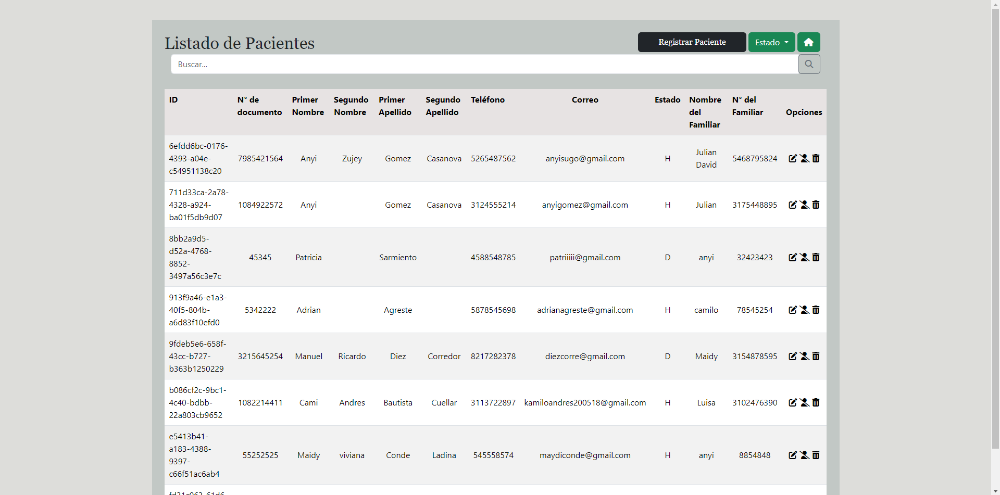 Listado de Pacientes
Registrar Paciente
Estado
Buscar...
ID N° de documento Primer Nombre Segundo Nombre Primer Apellido Segundo Apellido Teléfono Correo Estado Nombre del Familiar N° del Familiar Opciones
6efdd6bc-0176-4393-a04e-c54951138c20 7985421564 Anyi Zujey Gomez Casanova 5265487562 anyisugo@gmail.com H Julian David 5468795824
711d33ca-2a78-4328-a924-ba01f5db9d07 1084922572 Anyi Gomez Casanova 3124555214 anyigomez@gmail.com H Julian 3175448895
8bb2a9d5-d52a-4768-8852-3497a56c3e7c 45345 Patricia Sarmiento 4588548785 patriiiii@gmail.com D anyi 32423423
913f9a46-e1a3-40f5-804b-a6d83f10efd0 5342222 Adrian Agreste 5878545698 adrianagreste@gmail.com H camilo 78545254
9fdeb5e6-658f-43cc-b727-b363b1250229 3215645254 Manuel Ricardo Diez Corredor 8217282378 diezcorre@gmail.com D Maidy 3154878595
b086cf2c-9bc1-4c40-bdbb-22a803cb9652 1082214411 Cami Andres Bautista Cuellar 3113722897 kamiloandres200518@gmail.com H Luisa 3102476390
e5413b41-a183-4388-9397-c66f51ac6ab4 55252525 Maidy viviana Conde Ladina 545558574 maydiconde@gmail.com H anyi 8854848